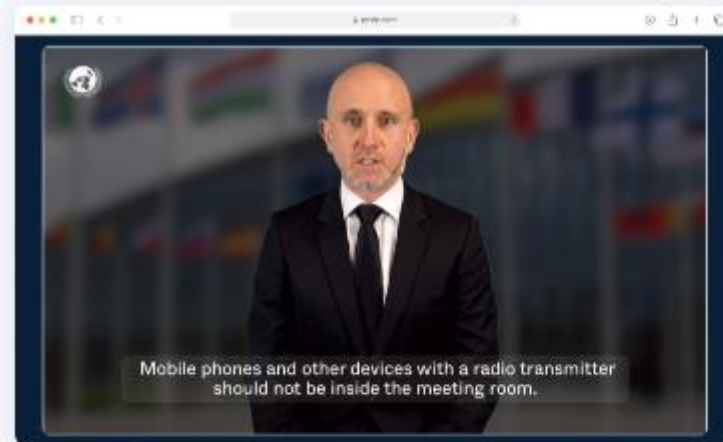 Mobile phones and other devices with a radio transmitter
should not be inside the meeting room.